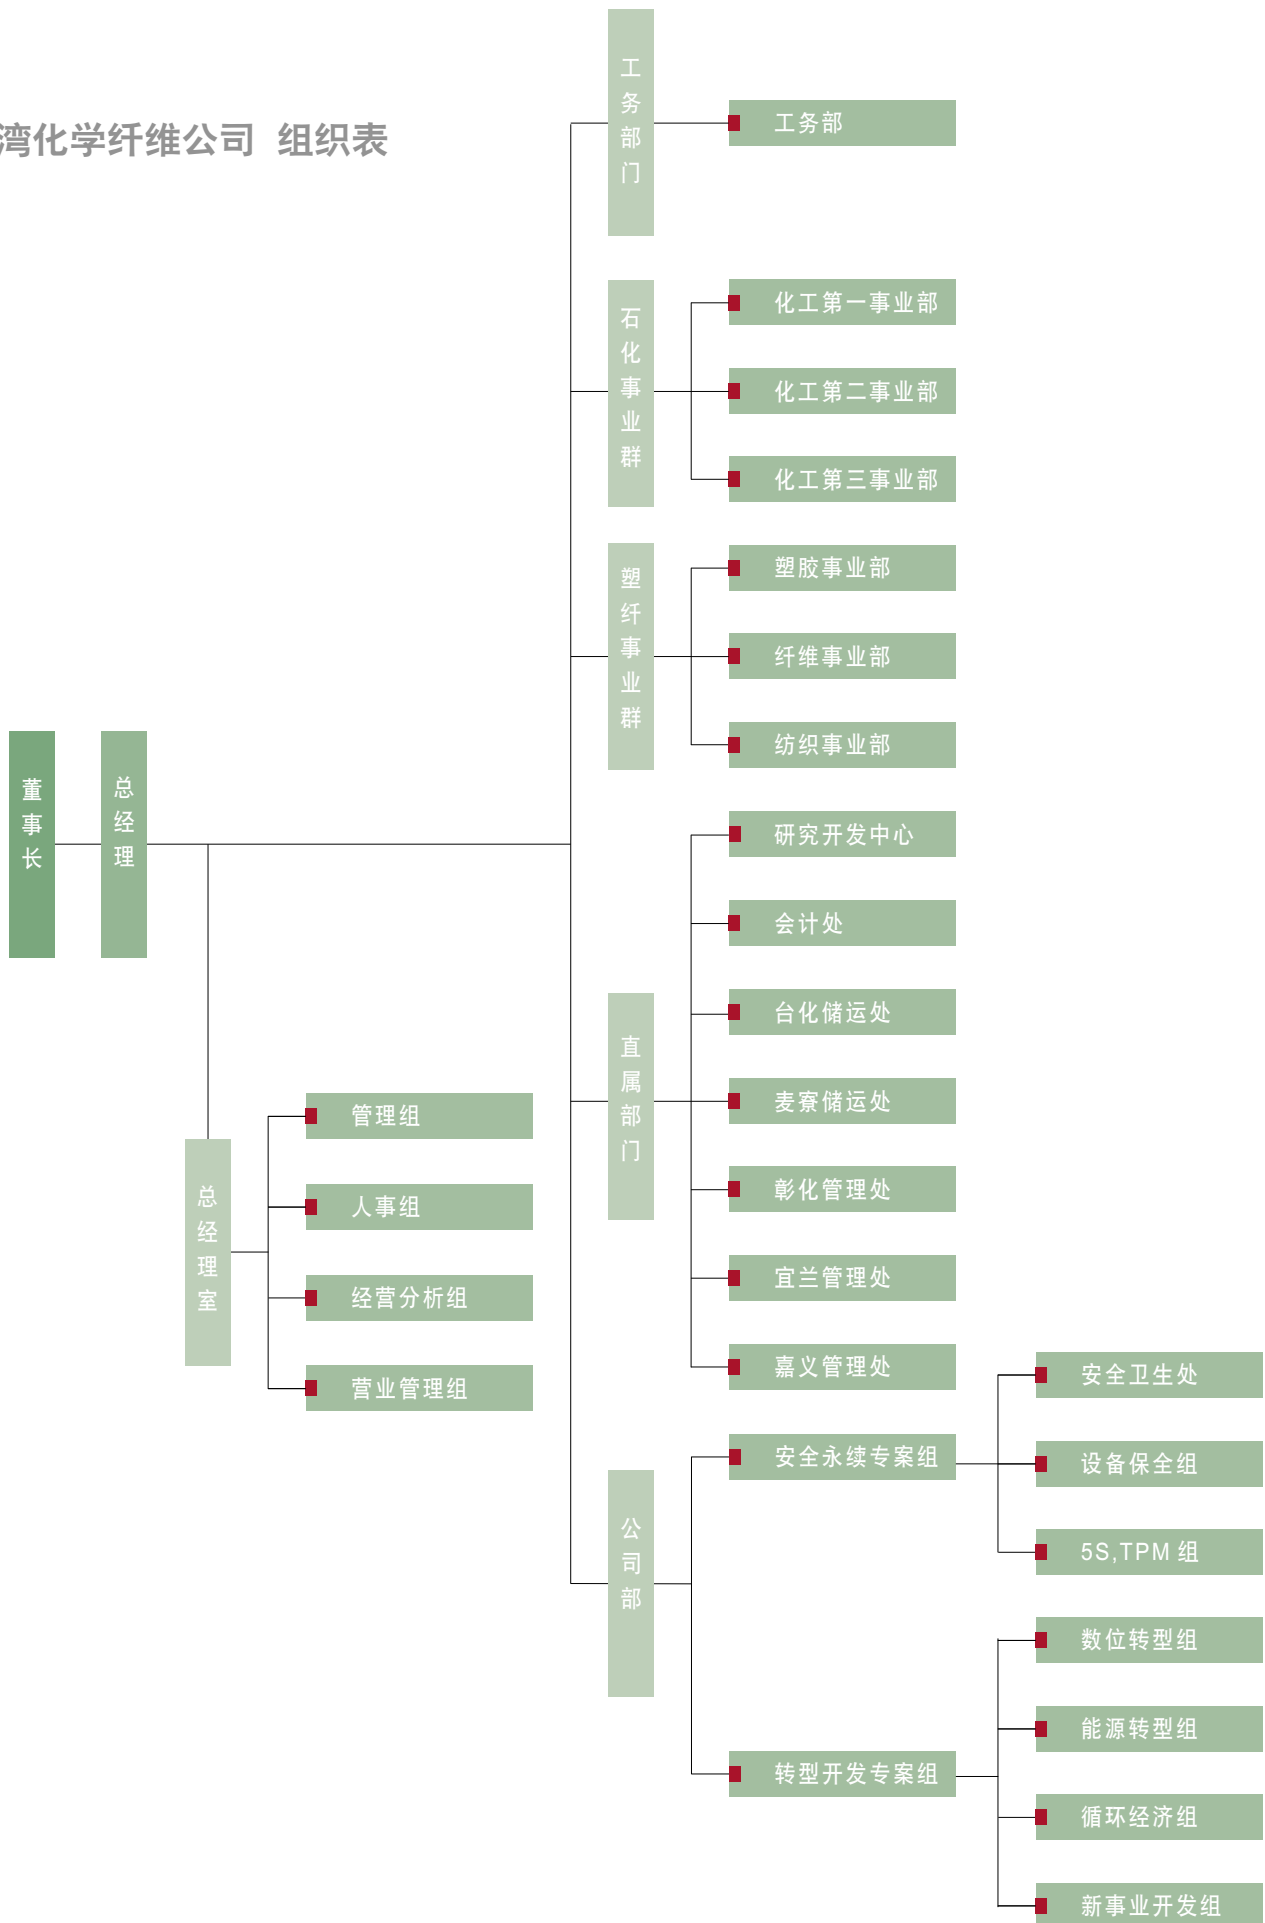 湾化学纤维公司 组织表
董事长
总经理
总经理室
管理组
人事组
经营分析组
营业管理组
工务部门
工务部
石化事业群
化工第一事业部
化工第二事业部
化工第三事业部
塑纤事业群
塑胶事业部
纤维事业部
纺织事业部
直属部门
研究开发中心
会计处
台化储运处
麦寮储运处
彰化管理处
宜兰管理处
嘉义管理处
公司部
安全永续专案组
安全卫生处
设备保全组
5S,TPM 组
转型开发专案组
数位转型组
能源转型组
循环经济组
新事业开发组